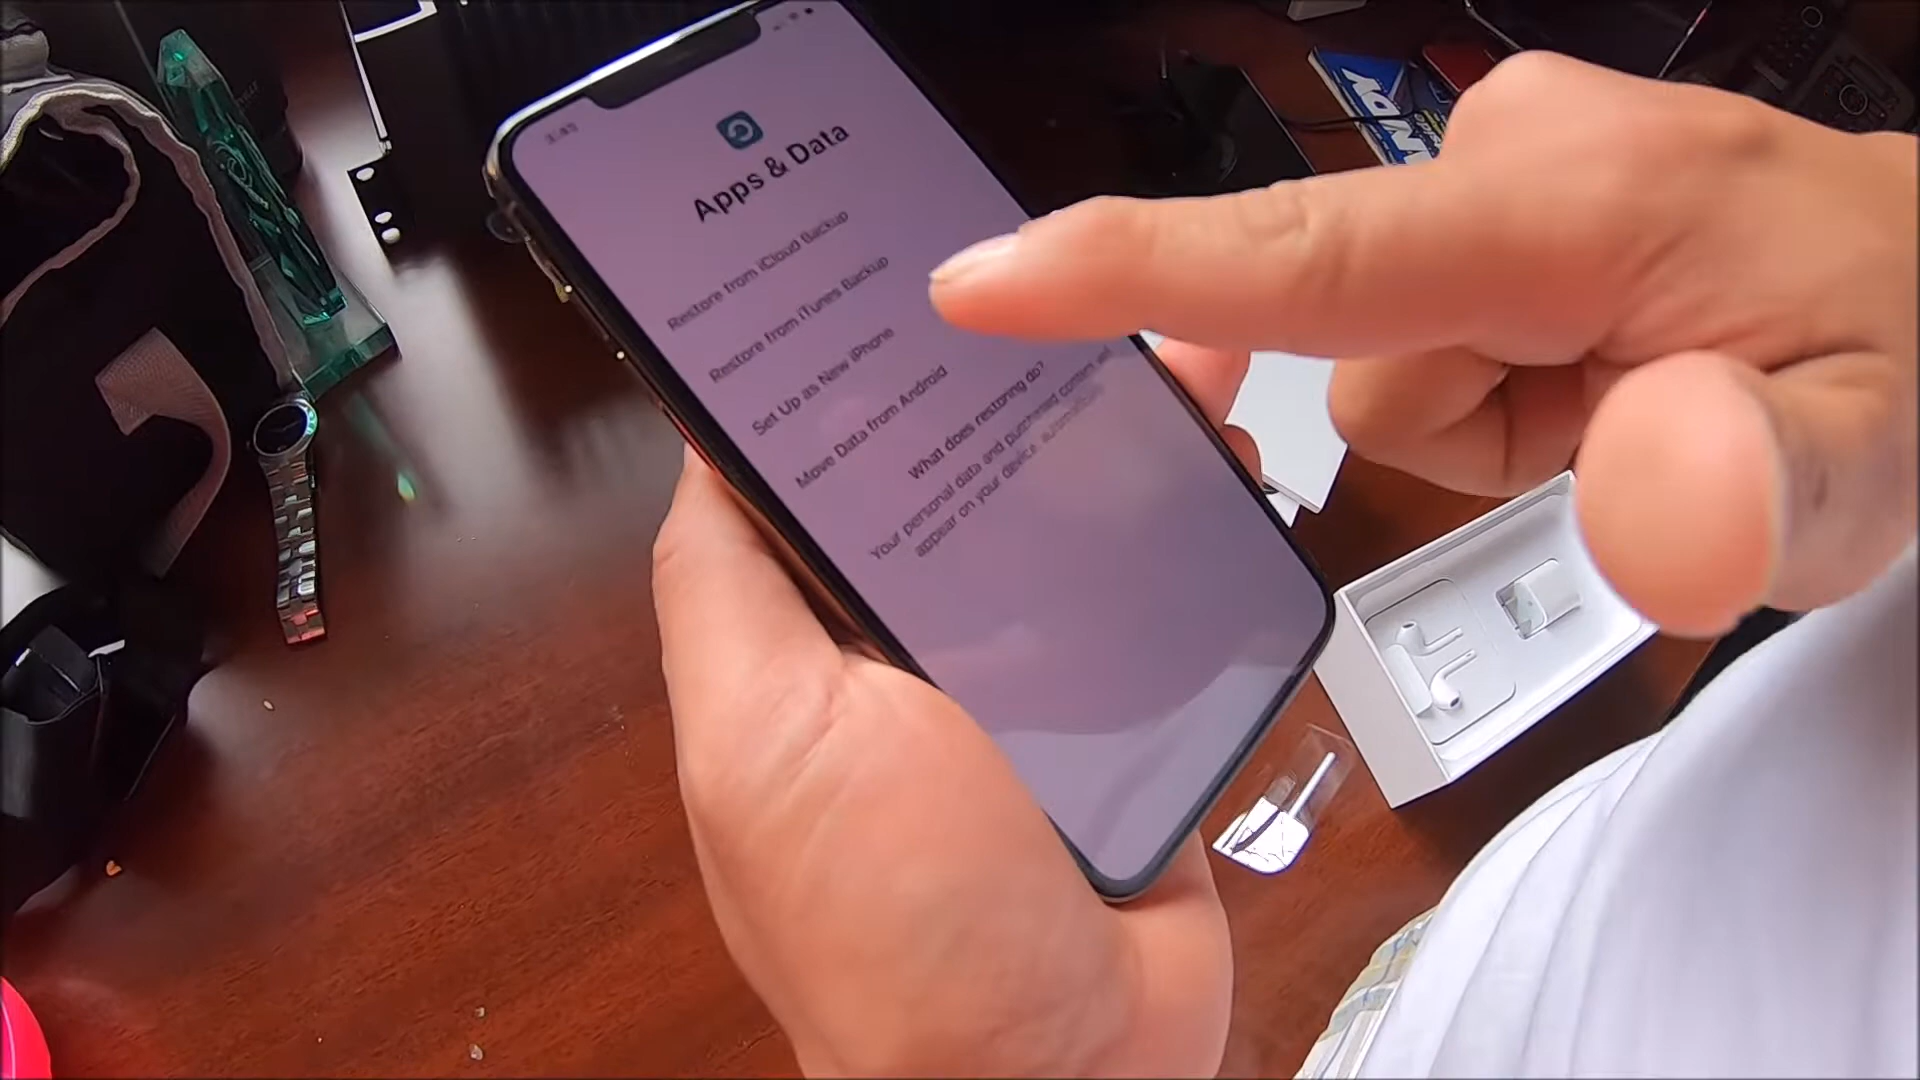 Apps & Data
Restore from iCloud Backup
Restore from iTunes Backup
Set Up as New iPhone
Move Data from Android
What does restoring do?
Your personal data and purchased content will
appear on your device automatically.